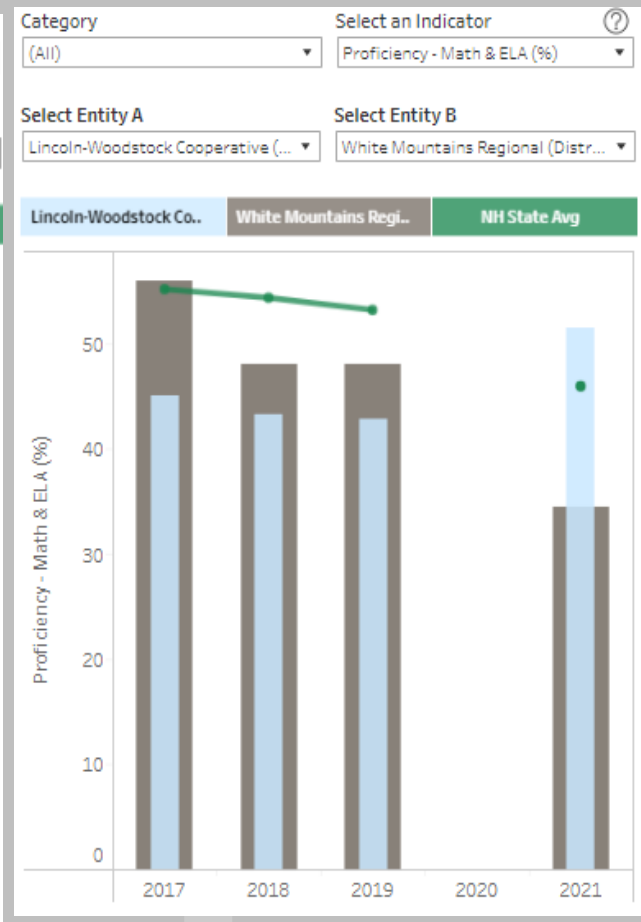 Category
Select an Indicator
?
(All)
Proficiency - Math & ELA (%)
Select Entity A
Select Entity B
Lincoln-Woodstock Cooperative (...
White Mountains Regional (Distr...
Lincoln-Woodstock Co..
White Mountains Regi..
NH State Avg
Proficiency - Math & ELA (%)
50
40
30
20
10
0
2017
2018
2019
2020
2021